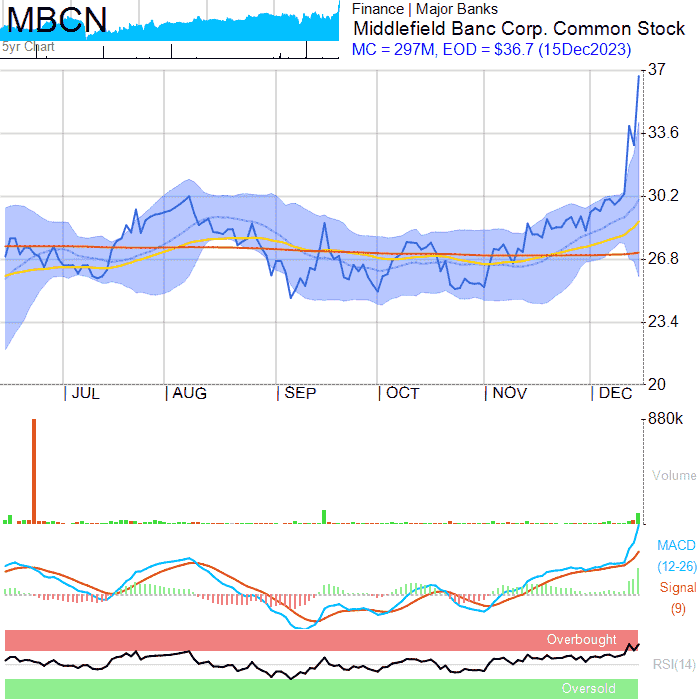 MBCN
5yr Chart
Finance | Major Banks
Middlefield Banc Corp. Common Stock
MC = 297M, EOD = $36.7 (15Dec2023)
37
33.6
30.2
26.8
23.4
20
| JUL
| AUG
| SEP
| OCT
| NOV
| DEC
880k
Volume
MACD
(12-26)
Signal
(9)
Overbought
RSI(14)
Oversold